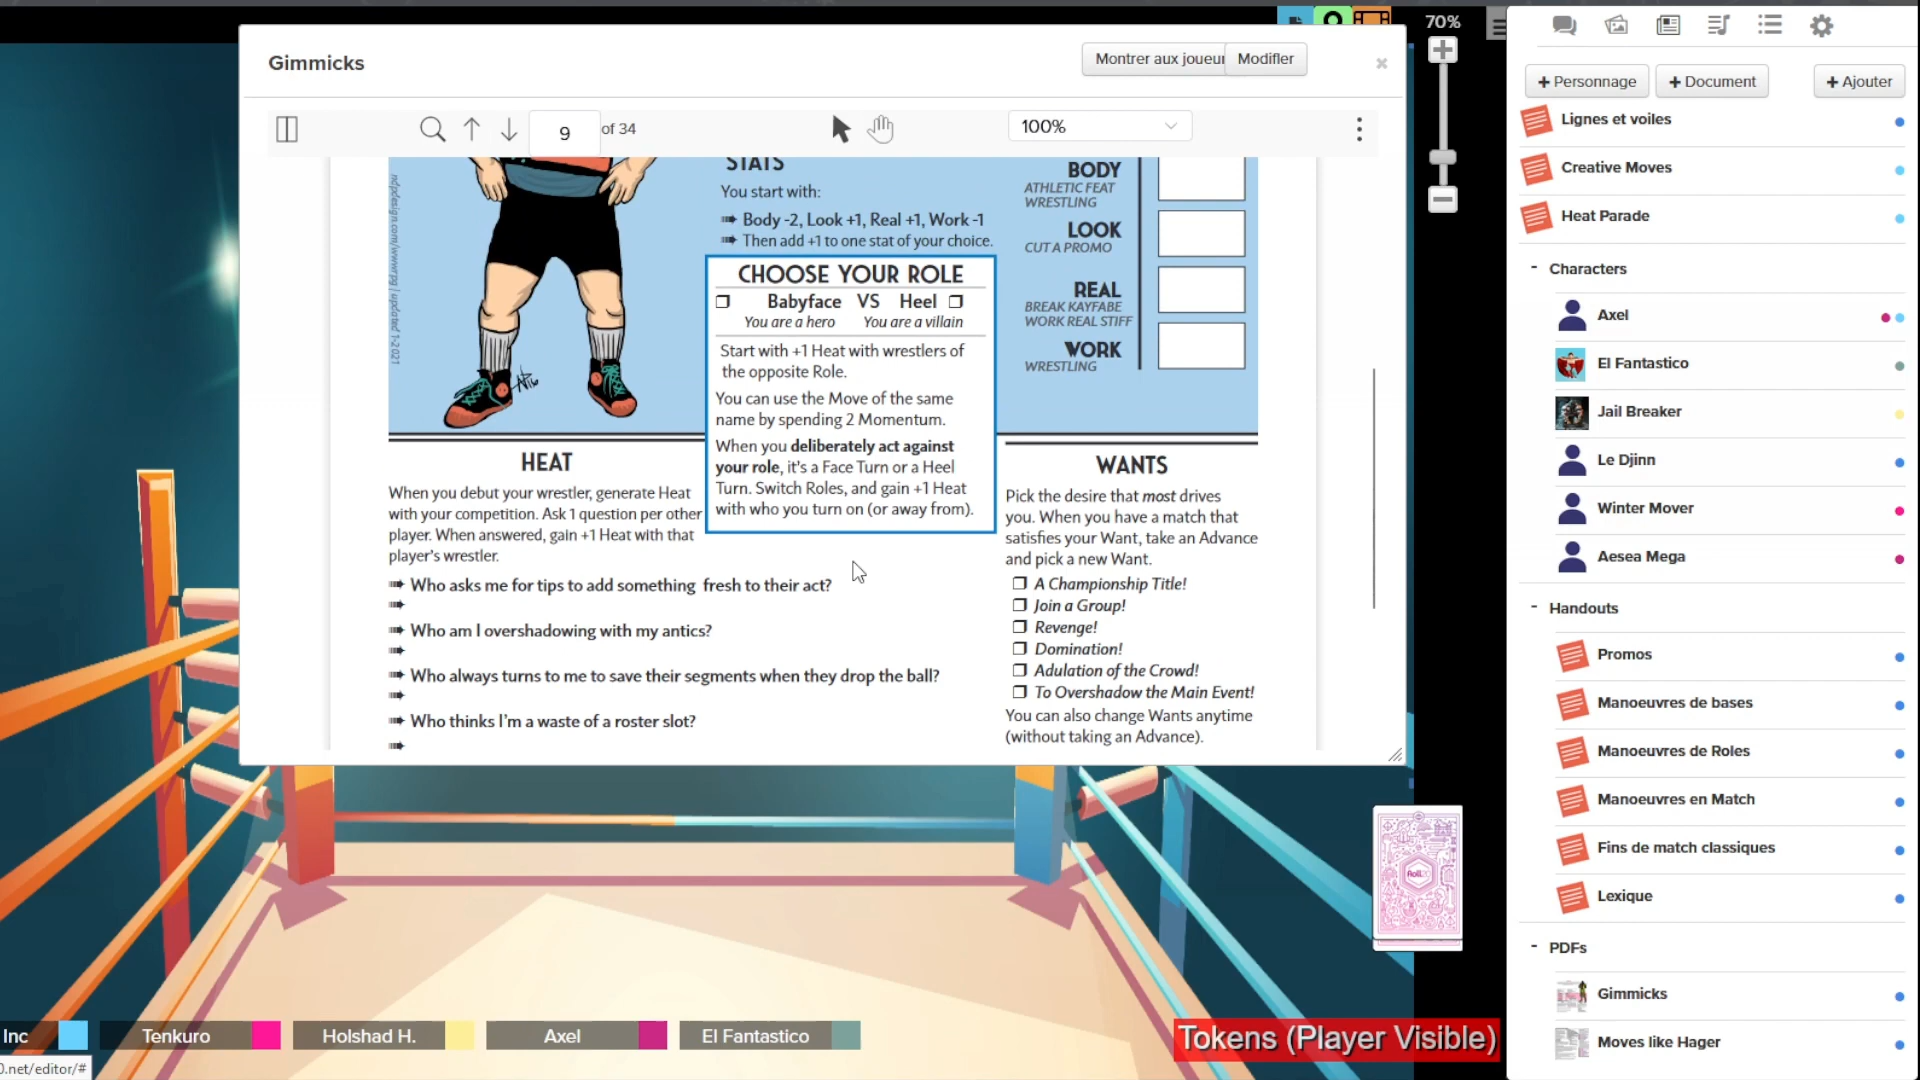 Gimmicks
Montrer aux joueur
Modifier
70%
9
of 34
100%
ndpdesign.com/wwwrpg | updated 1-2021
STATS
You start with:
Body -2, Look +1, Real +1, Work -1
Then add +1 to one stat of your choice.
CHOOSE YOUR ROLE
Babyface VS Heel
You are a hero You are a villain
Start with +1 Heat with wrestlers of
the opposite Role.
You can use the Move of the same
name by spending 2 Momentum.
When you deliberately act against
your role, it's a Face Turn or a Heel
Turn. Switch Roles, and gain +1 Heat
with who you turn on (or away from).
BODY
ATHLETIC FEAT
WRESTLING
LOOK
CUT A PROMO
REAL
BREAK KAYFABE
WORK REAL STIFF
WORK
WRESTLING
HEAT
When you debut your wrestler, generate Heat
with your competition. Ask 1 question per other
player. When answered, gain +1 Heat with that
player's wrestler.
Who asks me for tips to add something fresh to their act?
Who am I overshadowing with my antics?
Who always turns to me to save their segments when they drop the ball?
Who thinks I'm a waste of a roster slot?
WANTS
Pick the desire that most drives
you. When you have a match that
satisfies your Want, take an Advance
and pick a new Want.
A Championship Title!
Join a Group!
Revenge!
Domination!
Adulation of the Crowd!
To Overshadow the Main Event!
You can also change Wants anytime
(without taking an Advance).
+ Personnage
+ Document
+ Ajouter
Lignes et voiles
Creative Moves
Heat Parade
- Characters
Axel
El Fantastico
Jail Breaker
Le Djinn
Winter Mover
Aesea Mega
- Handouts
Promos
Manoeuvres de bases
Manoeuvres de Roles
Manoeuvres en Match
Fins de match classiques
Lexique
- PDFs
Gimmicks
Moves like Hager
Inc
Tenkuro
Holshad H.
Axel
El Fantastico
Tokens (Player Visible)
0.net/editor/#